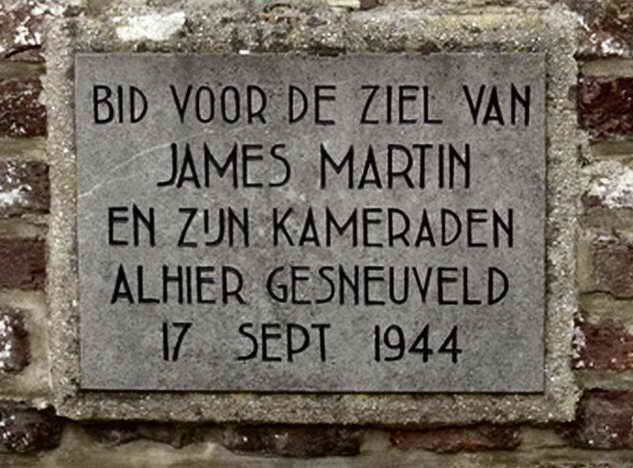 BID VOOR DE ZIEL VAN
JAMES MARTIN
EN ZIJN KAMERADEN
ALHIER GESNEUVELD
17 SEPT 1944